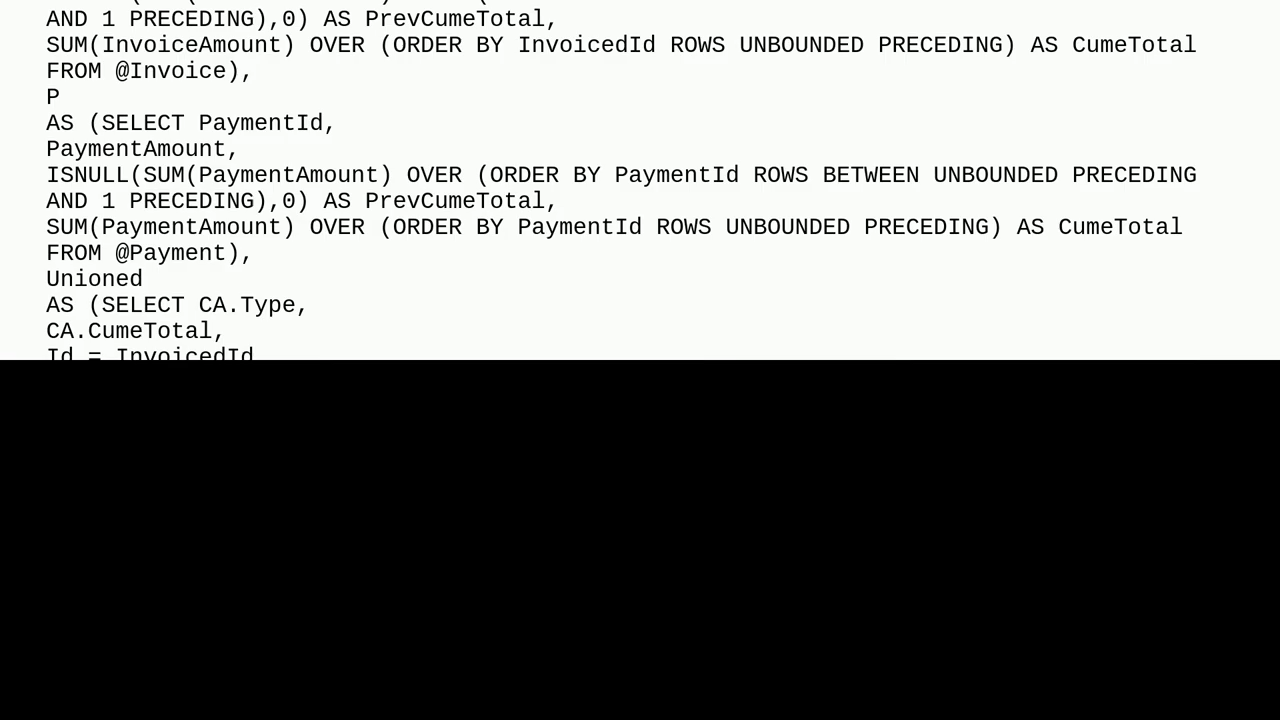 AND 1 PRECEDING),0) AS PrevCumeTotal,
SUM(InvoiceAmount) OVER (ORDER BY InvoicedId ROWS UNBOUNDED PRECEDING) AS CumeTotal
FROM @Invoice),
P
AS (SELECT PaymentId,
PaymentAmount,
ISNULL(SUM(PaymentAmount) OVER (ORDER BY PaymentId ROWS BETWEEN UNBOUNDED PRECEDING
AND 1 PRECEDING),0) AS PrevCumeTotal,
SUM(PaymentAmount) OVER (ORDER BY PaymentId ROWS UNBOUNDED PRECEDING) AS CumeTotal
FROM @Payment),
Unioned
AS (SELECT CA.Type,
CA.CumeTotal,
Id = InvoicedId